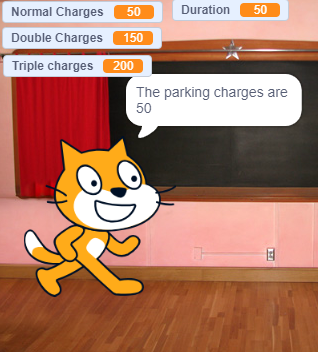 Normal Charges 50
Duration 50
Double Charges 150
Triple charges 200
The parking charges are
50